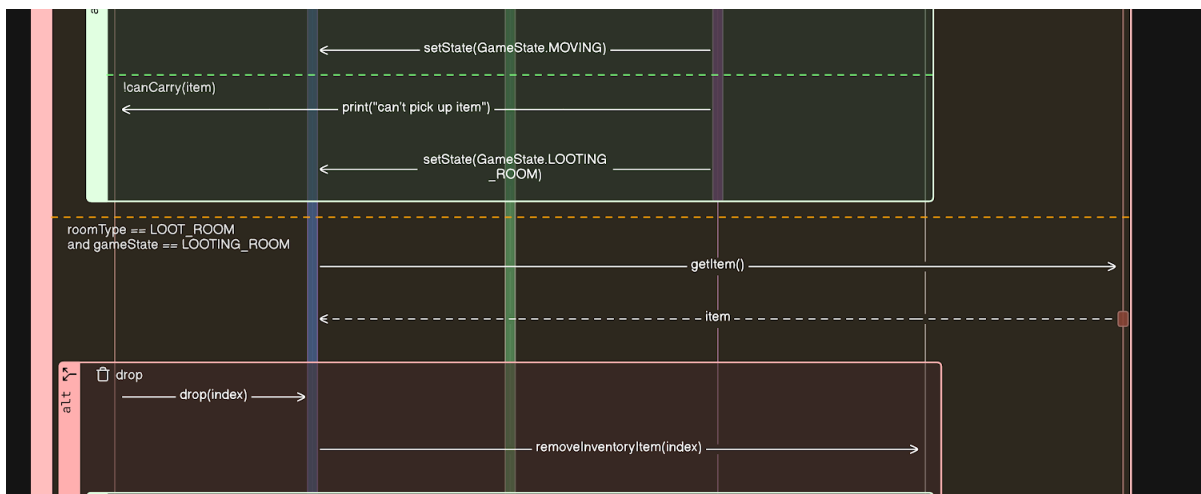 setState(GameState.MOVING)
!canCarry(item)
print("can't pick up item")
setState(GameState.LOOTING
_ROOM)
roomType == LOOT_ROOM
and gameState == LOOTING_ROOM
getItem()
item
drop
alt
drop(index)
removeInventoryItem(index)